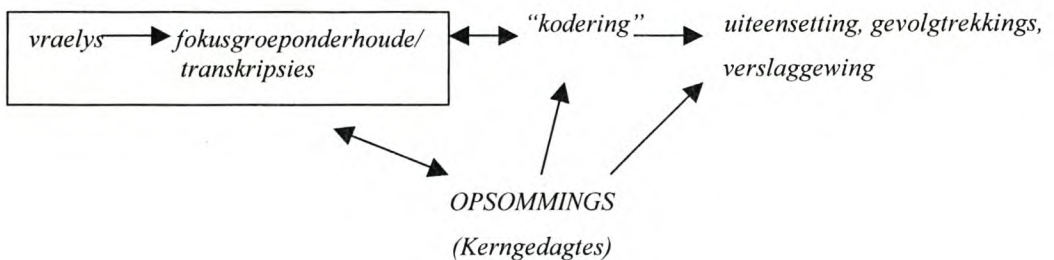 vraelys fokusgroeponderhoude/ "kodering" uiteensetting, gevolgtrekkings,
transkripsies verslaggewing
OPSOMMINGS
(Kerngedagtes)